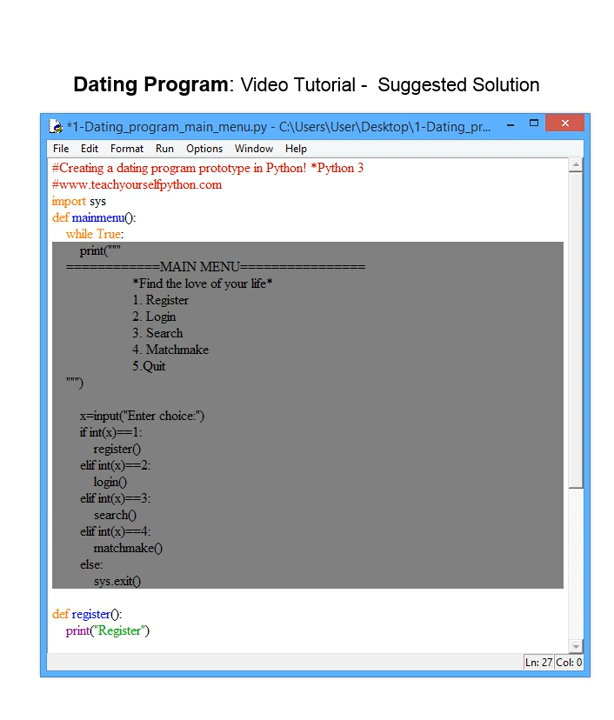 Dating Program: Video Tutorial - Suggested Solution
*1-Dating_program_main_menu.py - C:\Users\User\Desktop\1-Dating_pr...
File Edit Format Run Options Window Help
#Creating a dating program prototype in Python! *Python 3
#www.teachyourselfpython.com
import sys
def mainmenu():
    while True:
        print("""
    ============MAIN MENU================
                *Find the love of your life*
                1. Register
                2. Login
                3. Search
                4. Matchmake
                5.Quit
    """)
        x=input("Enter choice:")
        if int(x)==1:
            register()
        elif int(x)==2:
            login()
        elif int(x)==3:
            search()
        elif int(x)==4:
            matchmake()
        else:
            sys.exit()
def register():
    print("Register")
Ln: 27 Col: 0